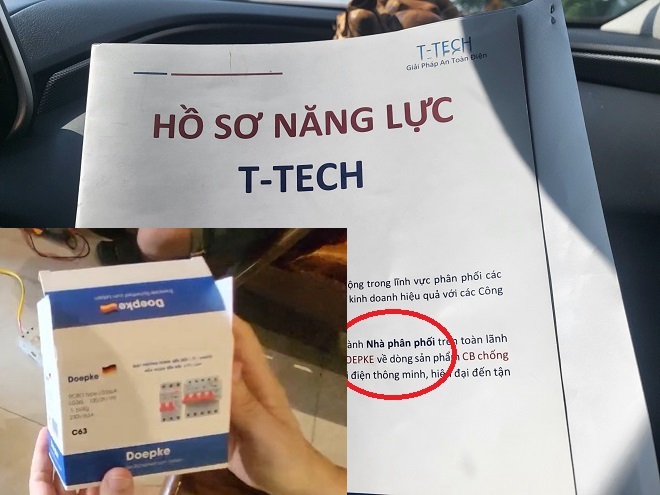 T-TECH
Giải Pháp An Toàn Điện
HỒ SƠ NĂNG LỰC
T-TECH
ộng trong lĩnh vực phân phối các
kinh doanh hiệu quả với các Công
ành Nhà phân phối trên toàn lãnh
OEPKE về dòng sản phẩm CB chống
điện thông minh, hiện đại đến tận
Doepke
Doepke
Doepke
C63
Doepke